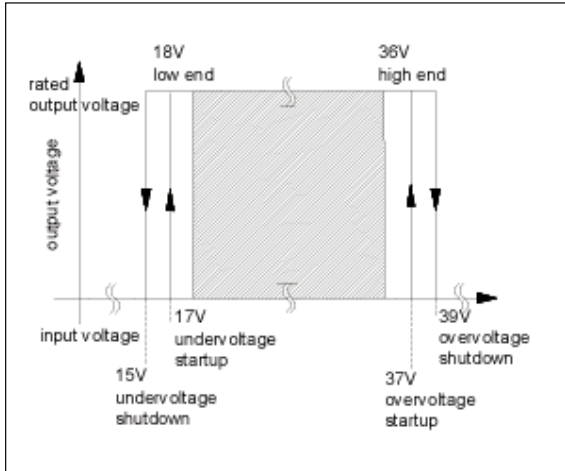 18V
low end
36V
high end
rated
output voltage
output voltage
input voltage
17V
undervoltage
startup
39V
overvoltage
shutdown
15V
undervoltage
shutdown
37V
overvoltage
startup